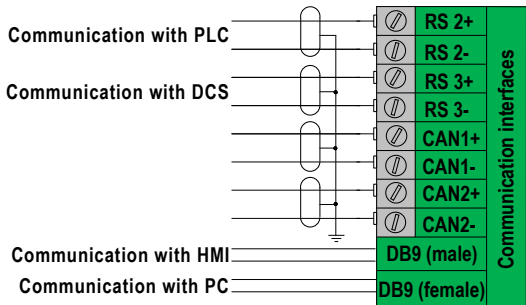 Communication with PLC
Communication with DCS
Communication with HMI
Communication with PC
RS 2+
RS 2-
RS 3+
RS 3-
CAN1+
CAN1-
CAN2+
CAN2-
DB9 (male)
DB9 (female)
Communication interfaces